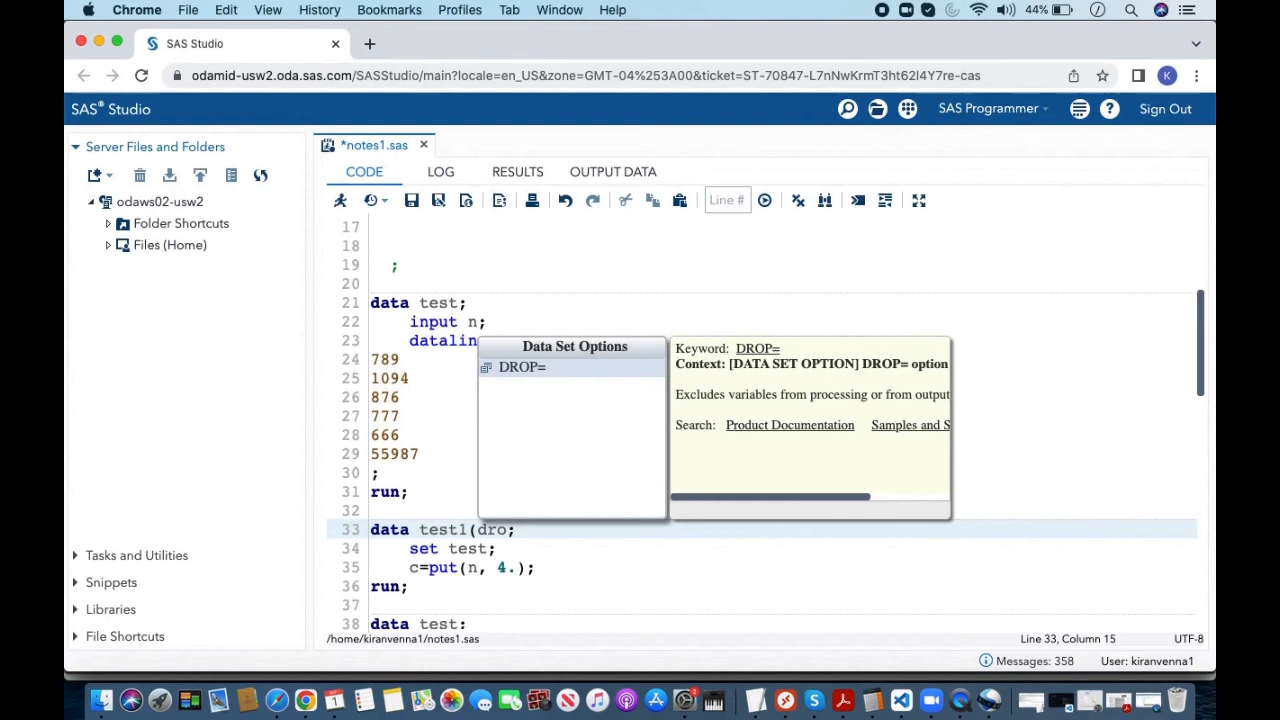 Chrome File Edit View History Bookmarks Profiles Tab Window Help 44%
SAS Studio
odamid-usw2.oda.sas.com/SASStudio/main?locale=en_US&zone=GMT-04%253A00&ticket=ST-70847-L7nNwKrmT3ht62l4Y7re-cas K
SAS® Studio SAS Programmer Sign Out
Server Files and Folders
odaws02-usw2
Folder Shortcuts
Files (Home)
Tasks and Utilities
Snippets
Libraries
File Shortcuts
*notes1.sas
CODE LOG RESULTS OUTPUT DATA
Line #
17
18
19 ;
20
21 data test;
22 input n;
23 datalin
24 789
25 1094
26 876
27 777
28 666
29 55987
30 ;
31 run;
32
33 data test1(dro;
34 set test;
35 c=put(n, 4.);
36 run;
37
38 data test:
Data Set Options
DROP=
Keyword: DROP=
Context: [DATA SET OPTION] DROP= option
Excludes variables from processing or from output
Search: Product Documentation Samples and S
/home/kiranvenna1/notes1.sas Line 33, Column 15 UTF-8
Messages: 358 User: kiranvenna1